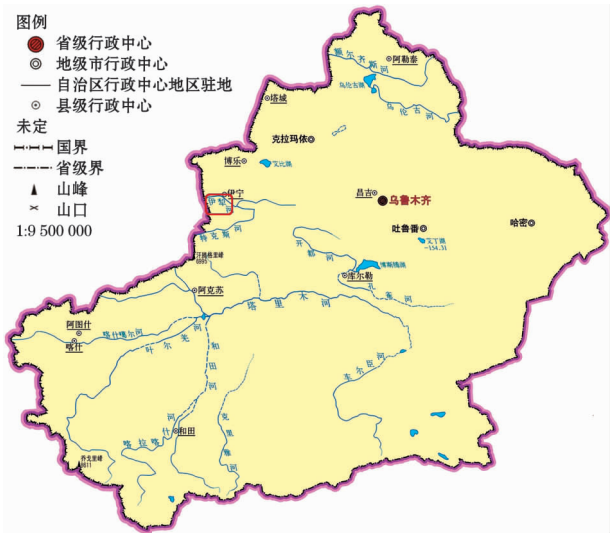 图例
省级行政中心
地级市行政中心
自治区行政中心地区驻地
县级行政中心
未定
国界
省级界
山峰
山口
1:9 500 000
额尔齐斯河
阿勒泰
乌伦古湖
乌伦古河
塔城
克拉玛依
博乐
艾比湖
伊宁
伊犁河
昌吉
乌鲁木齐
特克斯河
吐鲁番
哈密
艾丁湖
-154.31
开都河
博斯腾湖
库尔勒
孔雀河
汗腾格里峰
6995
阿克苏
塔里木河
阿图什
喀什
喀什噶尔河
叶尔羌河
和田河
车尔臣河
克里雅河
喀拉喀什河
和田
乔戈里峰
8611